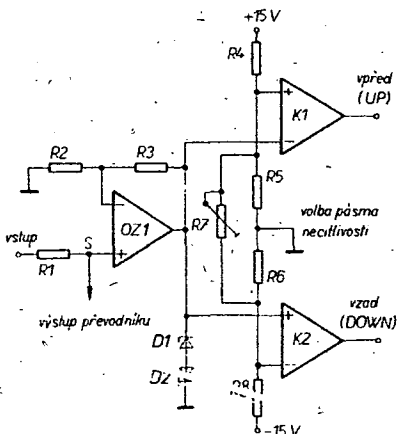 +15 V
R4
vpřed
(UP)
K1
+
−
R2
R3
R5
R7
volba pásma
necitlivosti
vstup
S
−
OZ1
+
R1
R6
výstup převodníku
vzad
(DOWN)
+
K2
−
D1
D2
R8
−15 V